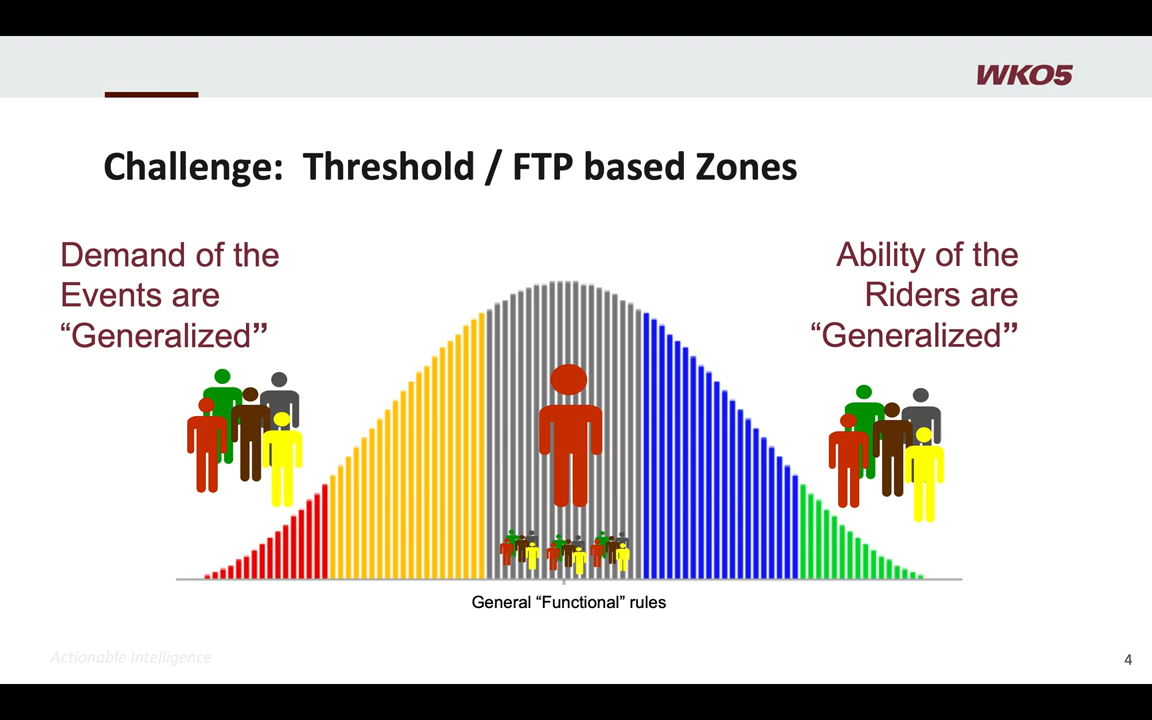 WKO5
Challenge:  Threshold / FTP based Zones
Demand of the
Events are
“Generalized”
Ability of the
Riders are
“Generalized”
General “Functional” rules
Actionable Intelligence
4